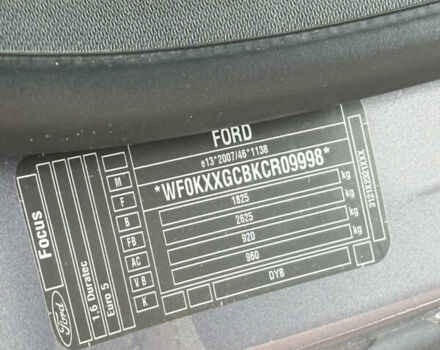 FORD
e13*2007/46*1138
*WF0KXXGCBKCR09998*
1825 kg
2625 kg
920 kg
960 kg
DYB
M
F
B
FB
AC
VB
K
Focus
1.6 Duratec
Euro 5
Ford